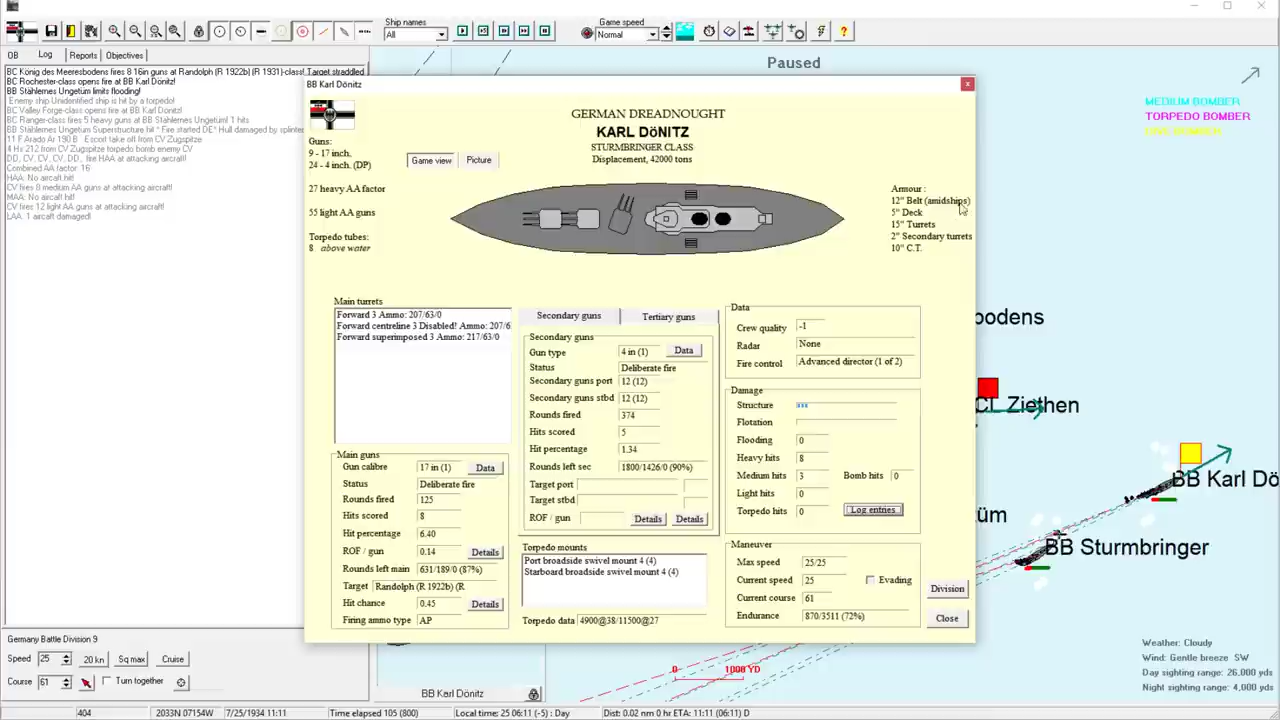 Ship names
All
Game speed
Normal
OB
Log
Reports
Objectives
BC König des Meeresbodens fires 8 16in guns at Randolph (R 1922b) (R 1931)-class! Target straddled
BC Rochester-class opens fire at BB Karl Dönitz!
BB Stählernes Ungetüm limits flooding!
Enemy ship Unidentified ship is hit by a torpedo!
BC Valley Forge-class opens fire at BB Karl Dönitz!
BC Ranger-class fires 5 heavy guns at BB Stählernes Ungetüm! 1 hits
BB Stählernes Ungetüm Superstructure hit * Fire started DE* Hull damaged by splinte
11 F Arado Ar 190 B Escort take off from CV Zugspitze
4 Hs 212 from CV Zugspitze torpedo bomb enemy CV
DD, CV, CV, DD, fire HAA at attacking aircraft!
Combined AA factor: 16
HAA: No aircaft hit!
CV fires 8 medium AA guns at attacking aircraft!
MAA: No aircraft hit!
CV fires 12 light AA guns at attacking aircraft!
LAA: 1 aircraft damaged!
Paused
MEDIUM BOMBER
TORPEDO BOMBER
BB Karl Dönitz
x
GERMAN DREADNOUGHT
KARL DöNITZ
STURMBRINGER CLASS
Displacement, 42000 tons
Guns:
9 - 17 inch.
24 - 4 inch. (DP)
Game view
Picture
27 heavy AA factor
55 light AA guns
Torpedo tubes:
8 above water
Armour :
12" Belt (amidships)
5" Deck
15" Turrets
2" Secondary turrets
10" C.T.
Main turrets
Forward 3 Ammo: 207/63/0
Forward centreline 3 Disabled! Ammo: 207/6
Forward superimposed 3 Ammo: 217/63/0
Main guns
Gun calibre 17 in (1) Data
Status Deliberate fire
Rounds fired 125
Hits scored 8
Hit percentage 6.40
ROF / gun 0.14 Details
Rounds left main 631/189/0 (87%)
Target Randolph (R 1922b) (R
Hit chance 0.45 Details
Firing ammo type AP
Secondary guns
Tertiary guns
Secondary guns
Gun type 4 in (1) Data
Status Deliberate fire
Secondary guns port 12 (12)
Secondary guns stbd 12 (12)
Rounds fired 374
Hits scored 5
Hit percentage 1.34
Rounds left sec 1800/1426/0 (90%)
Target port
Target stbd
ROF / gun Details Details
Torpedo mounts
Port broadside swivel mount 4 (4)
Starboard broadside swivel mount 4 (4)
Torpedo data 4900@38/11500@27
Data
Crew quality -1
Radar None
Fire control Advanced director (1 of 2)
Damage
Structure
Flotation
Flooding 0
Heavy hits 8
Medium hits 3 Bomb hits 0
Light hits 0
Torpedo hits 0 Log entries
Maneuver
Max speed 25/25
Current speed 25 Evading
Current course 61
Endurance 870/3511 (72%)
Division
Close
bodens
CL Ziethen
BB Karl Dö
üm
BB Sturmbringer
0 1000 YD
Weather: Cloudy
Wind: Gentle breeze SW
Day sighting range: 26,000 yds
Night sighting range: 4,000 yds
Germany Battle Division 9
Speed 25 20 kn Sq max Cruise
Course 61 Turn together
BB Karl Dönitz
404
2033N 07154W
7/25/1934 11:11
Time elapsed 105 (800)
Local time: 25 06:11 (-5) : Day
Dist: 0.02 nm 0 hr ETA: 11:11 (06:11) D